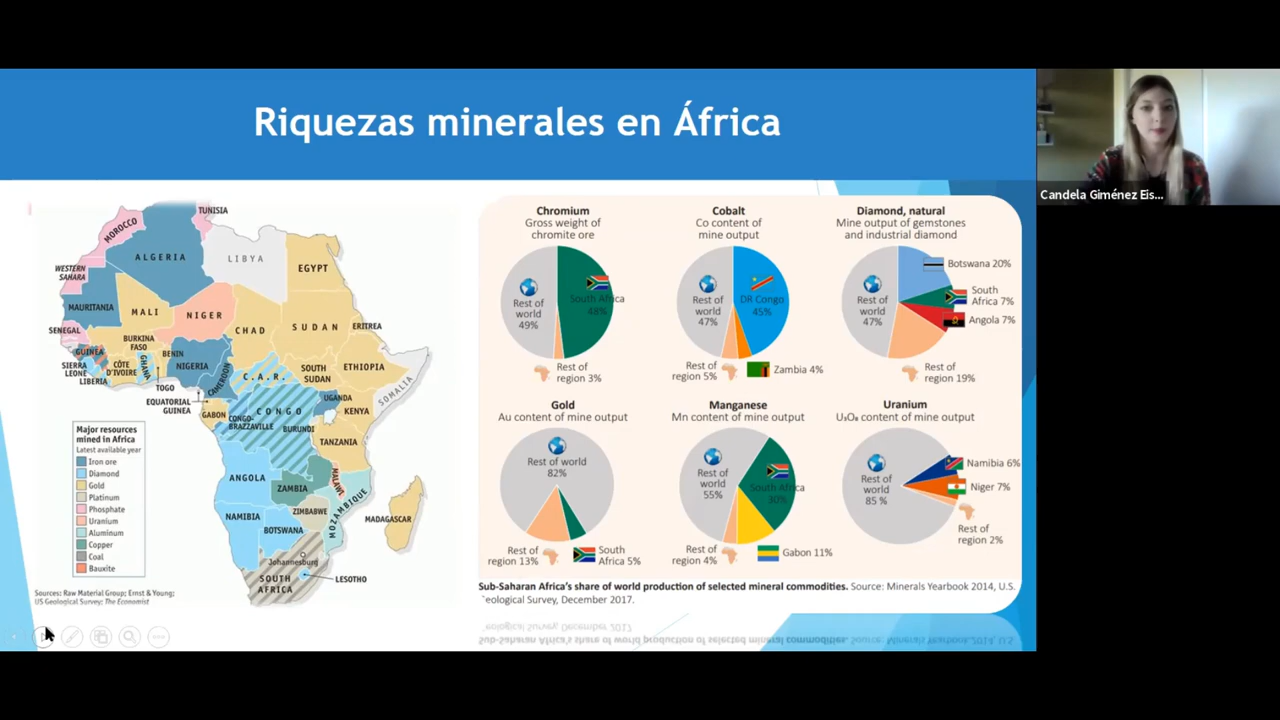 Riquezas minerales en África
Candela Giménez Eis...
TUNISIA
MOROCCO
ALGERIA
LIBYA
EGYPT
WESTERN
SAHARA
MAURITANIA
MALI
NIGER
CHAD
SUDAN
ERITREA
SENEGAL
GUINEA
BURKINA
FASO
BENIN
NIGERIA
SIERRA
LEONE
LIBERIA
CÔTE
D'IVOIRE
GHANA
TOGO
CAMEROON
C.A.R.
SOUTH
SUDAN
ETHIOPIA
SOMALIA
EQUATORIAL
GUINEA
GABON
CONGO-
BRAZZAVILLE
CONGO
UGANDA
KENYA
BURUNDI
TANZANIA
ANGOLA
ZAMBIA
MALAWI
MOZAMBIQUE
ZIMBABWE
NAMIBIA
BOTSWANA
MADAGASCAR
Johannesburg
SOUTH
AFRICA
LESOTHO
Major resources
mined in Africa
Latest available year
Iron ore
Diamond
Gold
Platinum
Phosphate
Uranium
Aluminum
Copper
Coal
Bauxite
Sources: Raw Material Group; Ernst & Young;
US Geological Survey; The Economist
Chromium
Gross weight of
chromite ore
Rest of
world
49%
South Africa
48%
Rest of
region 3%
Cobalt
Co content of
mine output
Rest of
world
47%
DR Congo
45%
Rest of
region 5%
Zambia 4%
Diamond, natural
Mine output of gemstones
and industrial diamond
Botswana 20%
Rest of
world
47%
South
Africa 7%
Angola 7%
Rest of
region 19%
Gold
Au content of mine output
Rest of world
82%
Rest of
region 13%
South
Africa 5%
Manganese
Mn content of mine output
Rest of
world
55%
South Africa
30%
Rest of
region 4%
Gabon 11%
Uranium
U₃O₈ content of mine output
Rest of
world
85 %
Namibia 6%
Niger 7%
Rest of
region 2%
Sub-Saharan Africa's share of world production of selected mineral commodities. Source: Minerals Yearbook 2014, U.S.
eological Survey, December 2017.